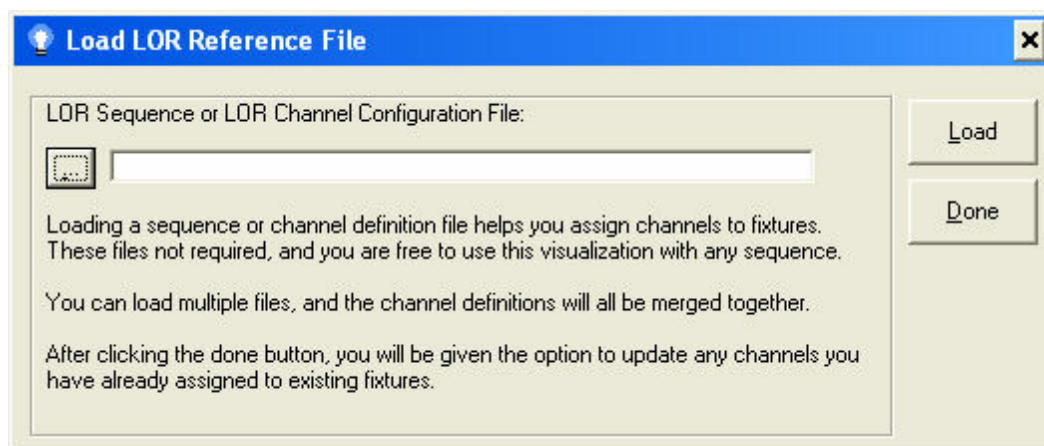 Load LOR Reference File
LOR Sequence or LOR Channel Configuration File:
Load
...
Done
Loading a sequence or channel definition file helps you assign channels to fixtures.
These files not required, and you are free to use this visualization with any sequence.
You can load multiple files, and the channel definitions will all be merged together.
After clicking the done button, you will be given the option to update any channels you
have already assigned to existing fixtures.